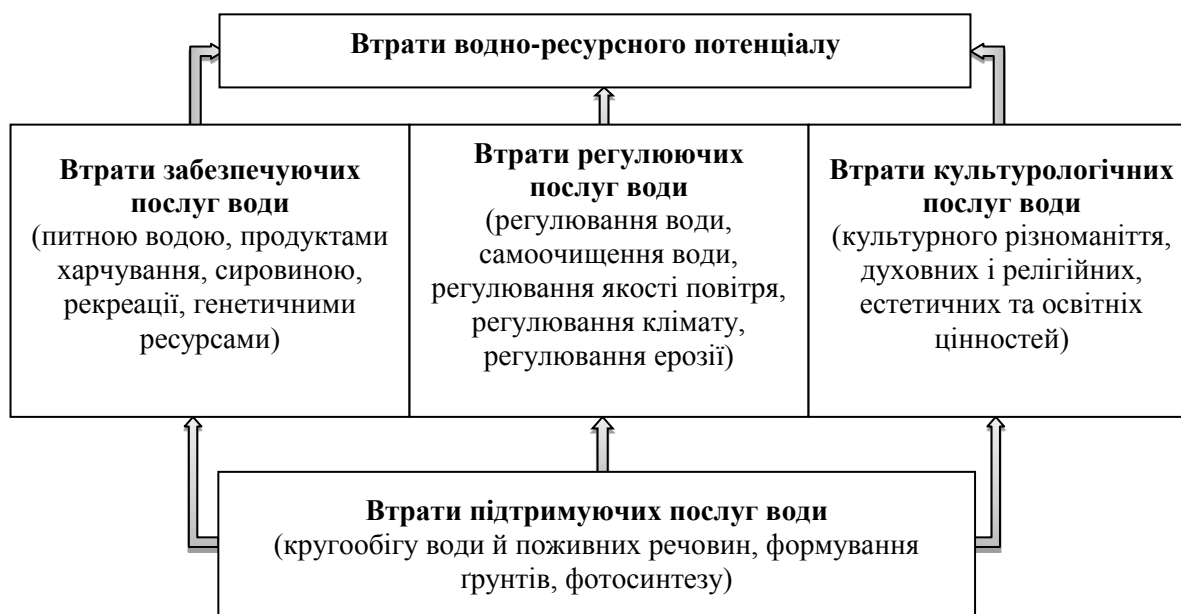 Втрати водно-ресурсного потенціалу
Втрати забезпечуючих
послуг води
(питною водою, продуктами
харчування, сировиною,
рекреації, генетичними
ресурсами)
Втрати регулюючих
послуг води
(регулювання води,
самоочищення води,
регулювання якості повітря,
регулювання клімату,
регулювання ерозії)
Втрати культурологічних
послуг води
(культурного різноманіття,
духовних і релігійних,
естетичних та освітніх
цінностей)
Втрати підтримуючих послуг води
(кругообігу води й поживних речовин, формування
ґрунтів, фотосинтезу)